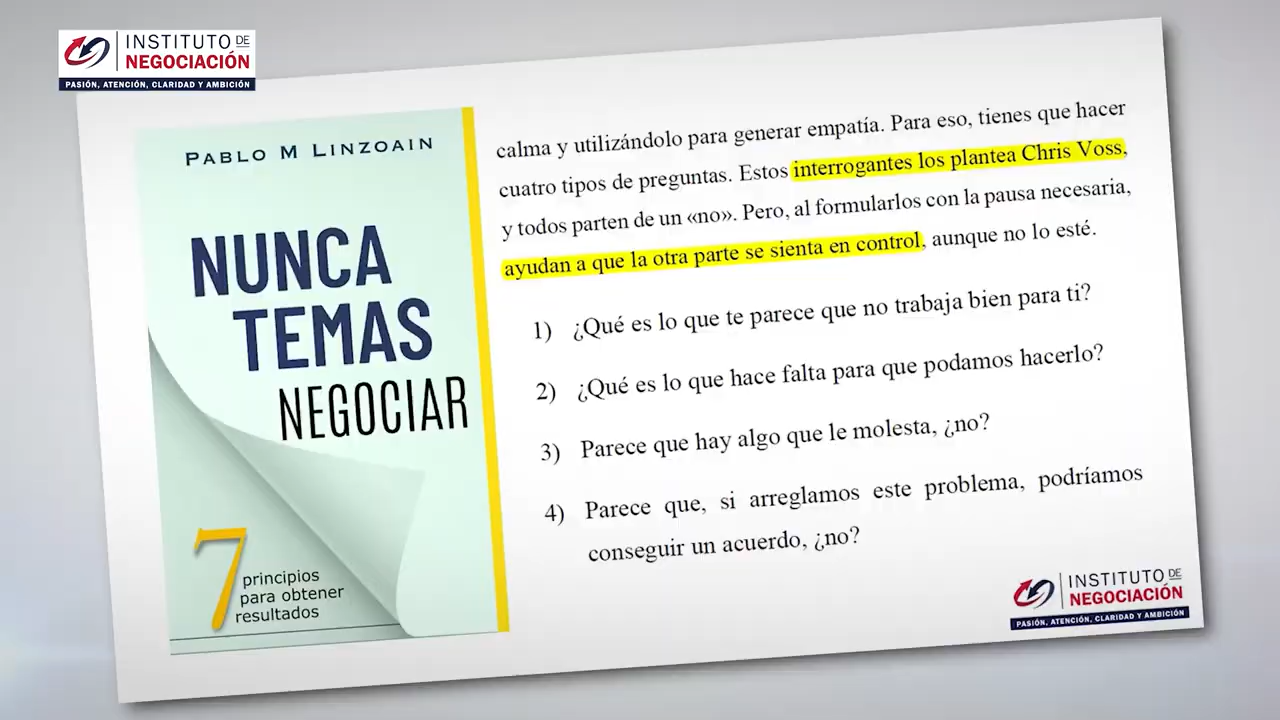 INSTITUTO DE
NEGOCIACIÓN
PASIÓN, ATENCIÓN, CLARIDAD Y AMBICIÓN
PABLO M LINZOAIN
NUNCA
TEMAS
NEGOCIAR
7
principios
para obtener
resultados
calma y utilizándolo para generar empatía. Para eso, tienes que hacer
cuatro tipos de preguntas. Estos interrogantes los plantea Chris Voss,
y todos parten de un «no». Pero, al formularlos con la pausa necesaria,
ayudan a que la otra parte se sienta en control, aunque no lo esté.
1) ¿Qué es lo que te parece que no trabaja bien para ti?
2) ¿Qué es lo que hace falta para que podamos hacerlo?
3) Parece que hay algo que le molesta, ¿no?
4) Parece que, si arreglamos este problema, podríamos
conseguir un acuerdo, ¿no?
INSTITUTO DE
NEGOCIACIÓN
PASIÓN, ATENCIÓN, CLARIDAD Y AMBICIÓN